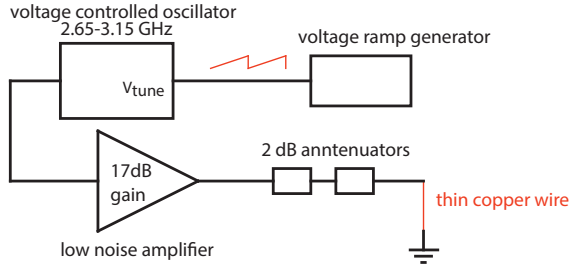 voltage controlled oscillator
2.65-3.15 GHz
voltage ramp generator
Vtune
2 dB anntenuators
17dB
gain
thin copper wire
low noise amplifier